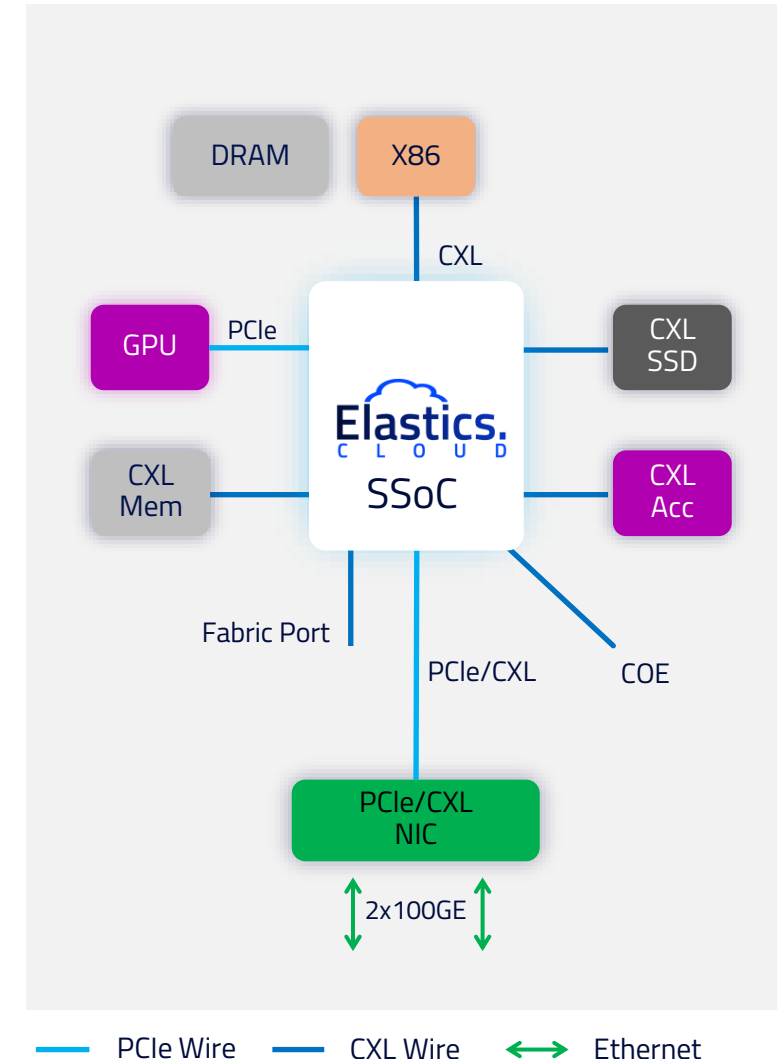 DRAM
X86
CXL
GPU
PCIe
CXL
SSD
Elastics.
CLOUD
SSoC
CXL
Mem
CXL
Acc
Fabric Port
PCIe/CXL
COE
PCIe/CXL
NIC
2x100GE
PCIe Wire
CXL Wire
Ethernet